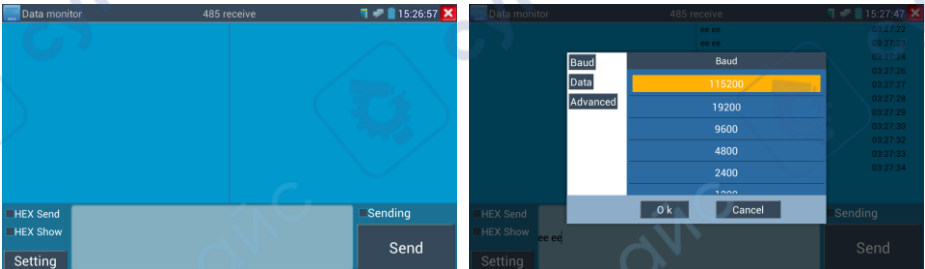 Data monitor 485 receive 15:26:57
HEX Send
HEX Show
Sending
Setting
Send
Data monitor 485 receive 15:27:47
ee ee 03:27:22
ee ee 03:27:23
03:27:24
03:27:26
03:27:27
03:27:28
03:27:29
03:27:30
03:27:32
03:27:33
03:27:34
Baud
Data
Advanced
Baud
115200
19200
9600
4800
2400
1200
Ok Cancel
HEX Send
HEX Show
ee ee
Sending
Setting
Send